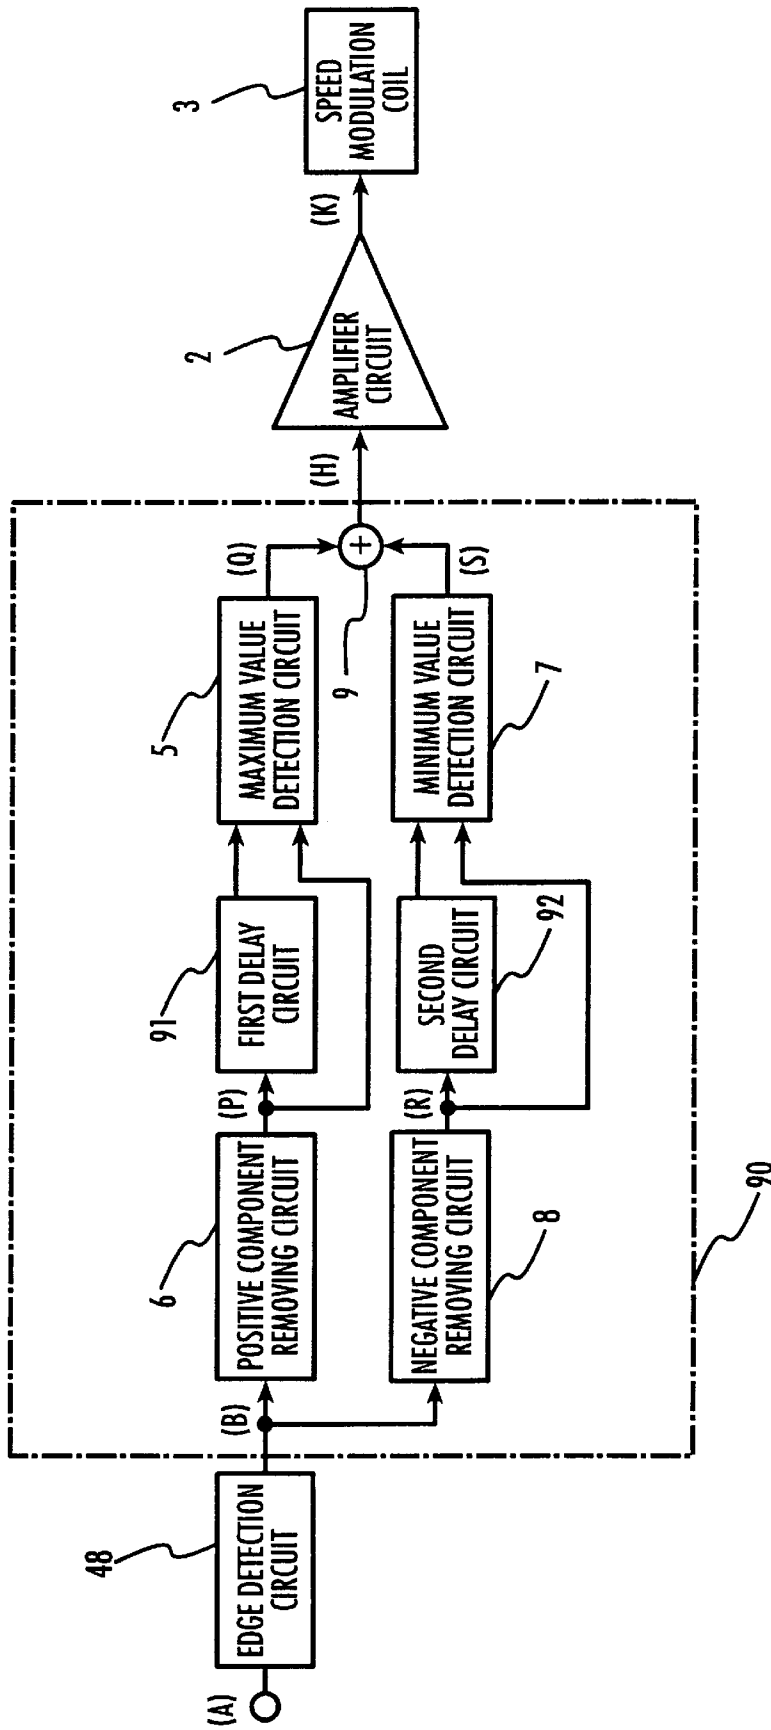 (A)
48
EDGE DETECTION
CIRCUIT
(B)
6
POSITIVE COMPONENT
REMOVING CIRCUIT
(P)
91
FIRST DELAY
CIRCUIT
5
MAXIMUM VALUE
DETECTION CIRCUIT
(Q)
8
NEGATIVE COMPONENT
REMOVING CIRCUIT
(R)
92
SECOND
DELAY CIRCUIT
7
MINIMUM VALUE
DETECTION CIRCUIT
(S)
9
+
90
(H)
2
AMPLIFIER
CIRCUIT
(K)
3
SPEED
MODULATION
COIL